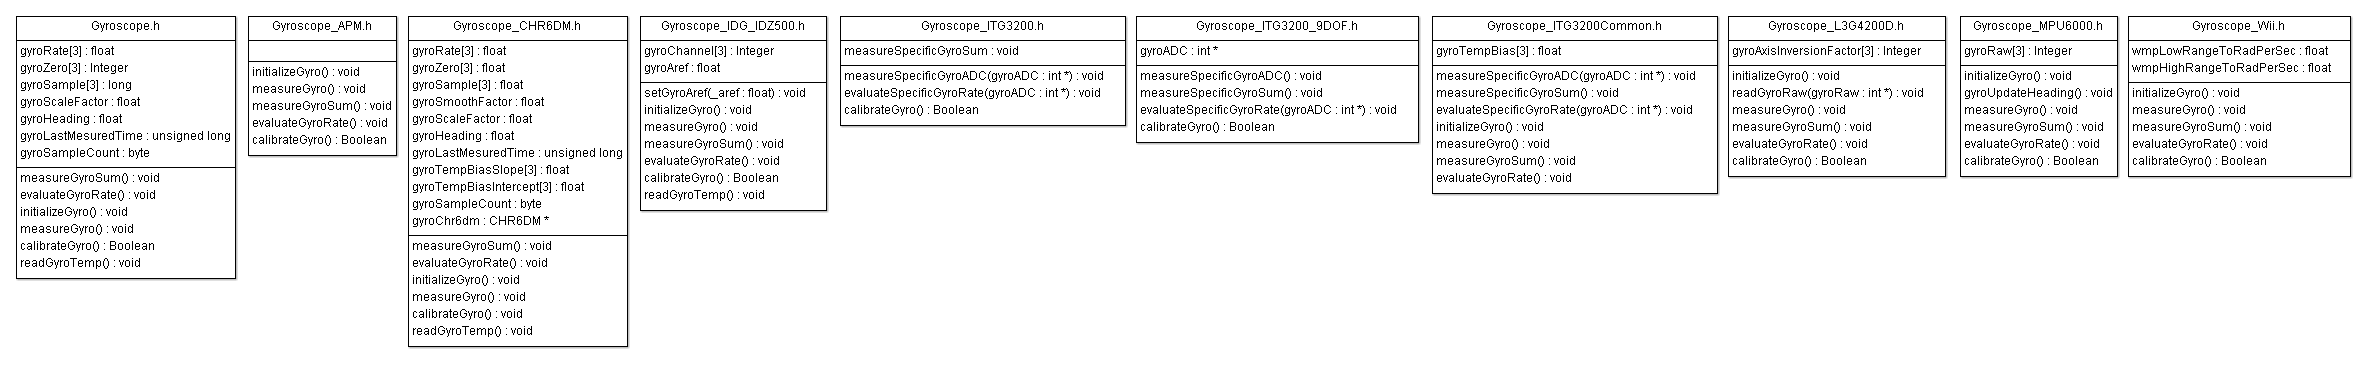 Gyroscope.h
gyroRate[3] : float
gyroZero[3] : Integer
gyroSample[3] : long
gyroScaleFactor : float
gyroHeading : float
gyroLastMesuredTime : unsigned long
gyroSampleCount : byte
measureGyroSum() : void
evaluateGyroRate() : void
initializeGyro() : void
measureGyro() : void
calibrateGyro() : Boolean
readGyroTemp() : void
Gyroscope_APM.h
initializeGyro() : void
measureGyro() : void
measureGyroSum() : void
evaluateGyroRate() : void
calibrateGyro() : Boolean
Gyroscope_CHR6DM.h
gyroRate[3] : float
gyroZero[3] : float
gyroSample[3] : float
gyroSmoothFactor : float
gyroScaleFactor : float
gyroHeading : float
gyroLastMesuredTime : unsigned long
gyroTempBiasSlope[3] : float
gyroTempBiasIntercept[3] : float
gyroSampleCount : byte
gyroChr6dm : CHR6DM *
measureGyroSum() : void
evaluateGyroRate() : void
initializeGyro() : void
measureGyro() : void
calibrateGyro() : void
readGyroTemp() : void
Gyroscope_IDG_IDZ500.h
gyroChannel[3] : Integer
gyroAref : float
setGyroAref(_aref : float) : void
initializeGyro() : void
measureGyro() : void
measureGyroSum() : void
evaluateGyroRate() : void
calibrateGyro() : Boolean
readGyroTemp() : void
Gyroscope_ITG3200.h
measureSpecificGyroSum : void
measureSpecificGyroADC(gyroADC : int *) : void
evaluateSpecificGyroRate(gyroADC : int *) : void
calibrateGyro() : Boolean
Gyroscope_ITG3200_9DOF.h
gyroADC : int *
measureSpecificGyroADC() : void
measureSpecificGyroSum() : void
evaluateSpecificGyroRate(gyroADC : int *) : void
calibrateGyro() : Boolean
Gyroscope_ITG3200Common.h
gyroTempBias[3] : float
measureSpecificGyroADC(gyroADC : int *) : void
measureSpecificGyroSum() : void
evaluateSpecificGyroRate(gyroADC : int *) : void
initializeGyro() : void
measureGyro() : void
measureGyroSum() : void
evaluateGyroRate() : void
Gyroscope_L3G4200D.h
gyroAxisInversionFactor[3] : Integer
initializeGyro() : void
readGyroRaw(gyroRaw : int *) : void
measureGyro() : void
measureGyroSum() : void
evaluateGyroRate() : void
calibrateGyro() : Boolean
Gyroscope_MPU6000.h
gyroRaw[3] : Integer
initializeGyro() : void
gyroUpdateHeading() : void
measureGyro() : void
measureGyroSum() : void
evaluateGyroRate() : void
calibrateGyro() : Boolean
Gyroscope_Wii.h
wmpLowRangeToRadPerSec : float
wmpHighRangeToRadPerSec : float
initializeGyro() : void
measureGyro() : void
measureGyroSum() : void
evaluateGyroRate() : void
calibrateGyro() : Boolean